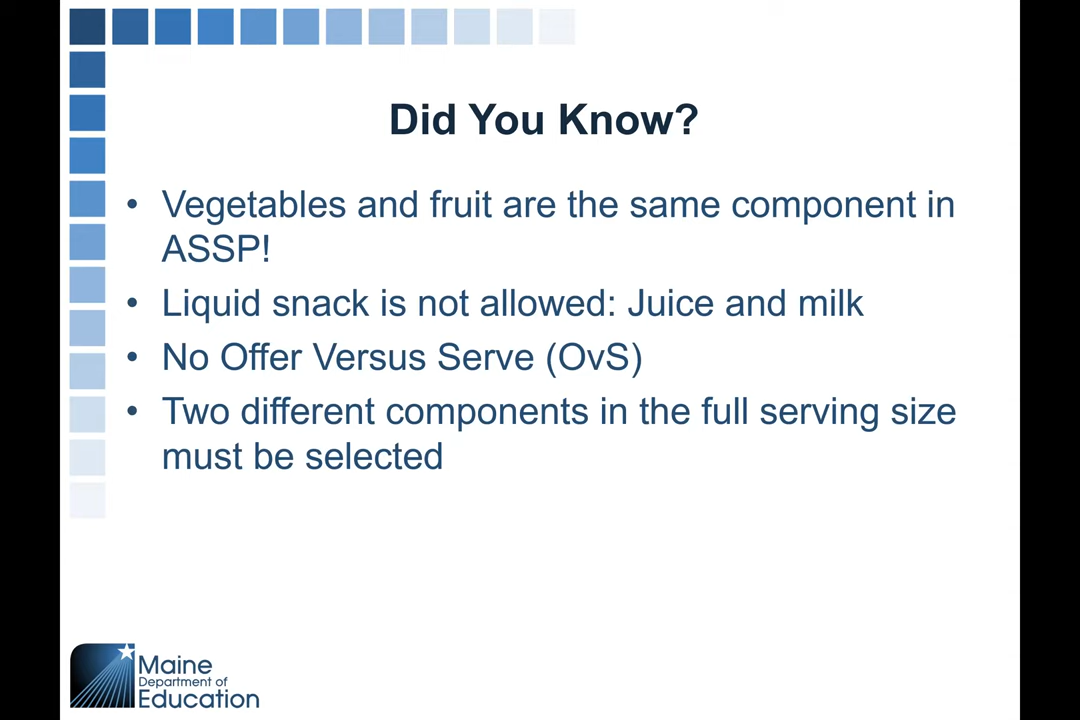 Did You Know?
• Vegetables and fruit are the same component in
ASSP!
• Liquid snack is not allowed: Juice and milk
• No Offer Versus Serve (OvS)
• Two different components in the full serving size
must be selected
Maine
Department of
Education